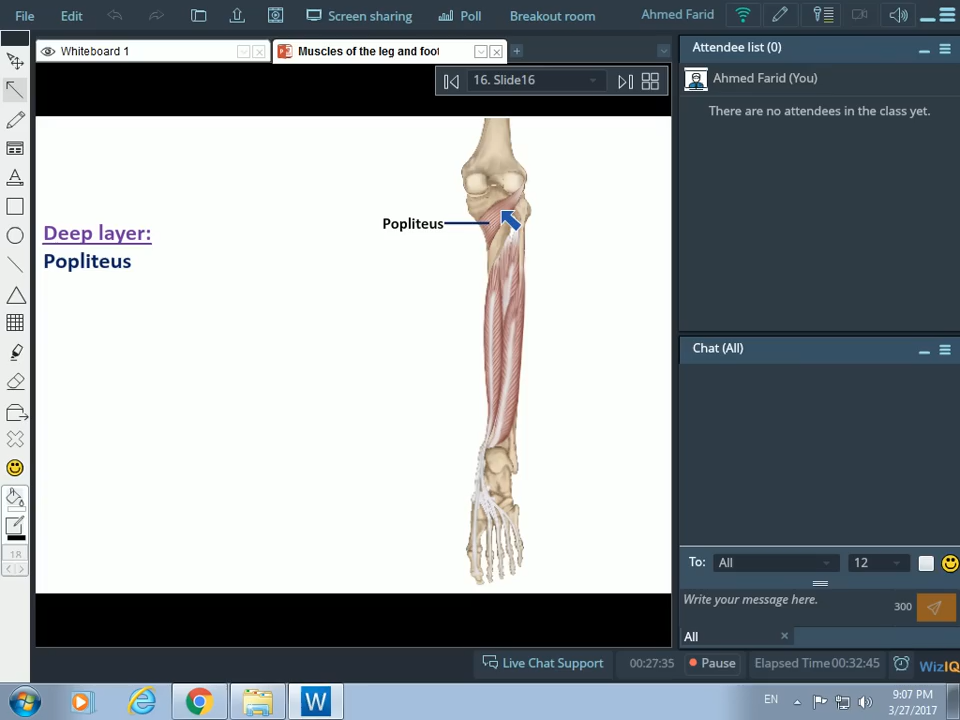 File Edit Screen sharing Poll Breakout room Ahmed Farid
Whiteboard 1 Muscles of the leg and foot
Attendee list (0)
16. Slide16
Ahmed Farid (You)
There are no attendees in the class yet.
Popliteus
Deep layer:
Popliteus
Chat (All)
To: All 12
Write your message here. 300
All
Live Chat Support 00:27:35 Pause Elapsed Time 00:32:45 WizIQ
1R
W EN 9:07 PM
3/27/2017